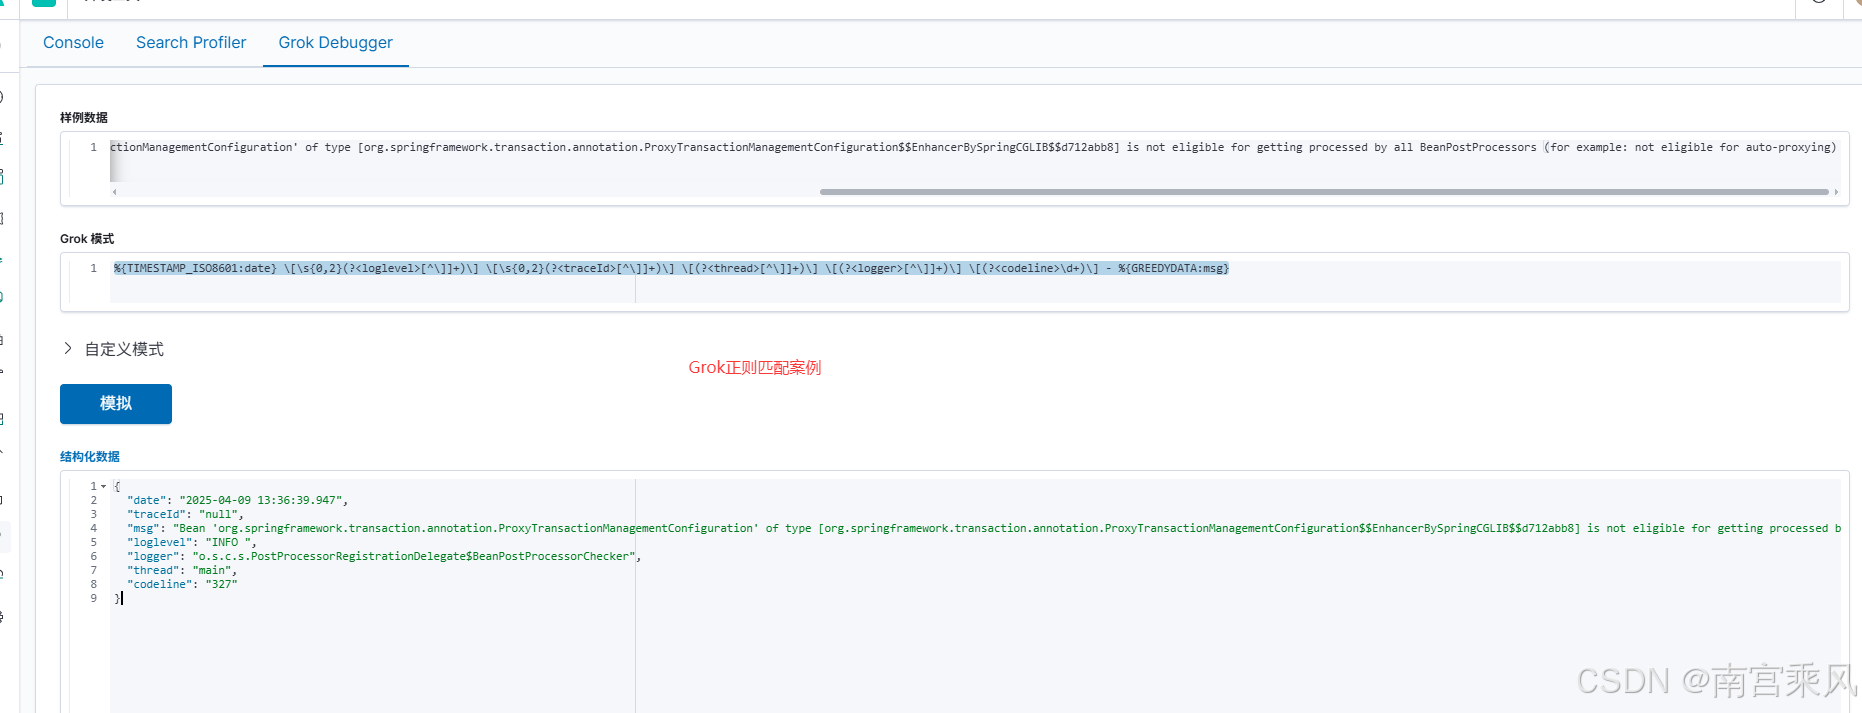 Console Search Profiler Grok Debugger
样例数据
1 ctionManagementConfiguration' of type [org.springframework.transaction.annotation.ProxyTransactionManagementConfiguration$$EnhancerBySpringCGLIB$$d712abb8] is not eligible for getting processed by all BeanPostProcessors (for example: not eligible for auto-proxying)
Grok 模式
1 %{TIMESTAMP_ISO8601:date} \[\s{0,2}(?<loglevel>[^\]]+)\] \[\s{0,2}(?<traceId>[^\]]+)\] \[(?<thread>[^\]]+)\] \[(?<logger>[^\]]+)\] \[(?<codeline>\d+)\] - %{GREEDYDATA:msg}
自定义模式
Grok正则匹配案例
模拟
结构化数据
1 {
2 "date": "2025-04-09 13:36:39.947",
3 "traceId": "null",
4 "msg": "Bean 'org.springframework.transaction.annotation.ProxyTransactionManagementConfiguration' of type [org.springframework.transaction.annotation.ProxyTransactionManagementConfiguration$$EnhancerBySpringCGLIB$$d712abb8] is not eligible for getting processed b
5 "loglevel": "INFO ",
6 "logger": "o.s.c.s.PostProcessorRegistrationDelegate$BeanPostProcessorChecker",
7 "thread": "main",
8 "codeline": "327"
9 }
CSDN @南宫乘风